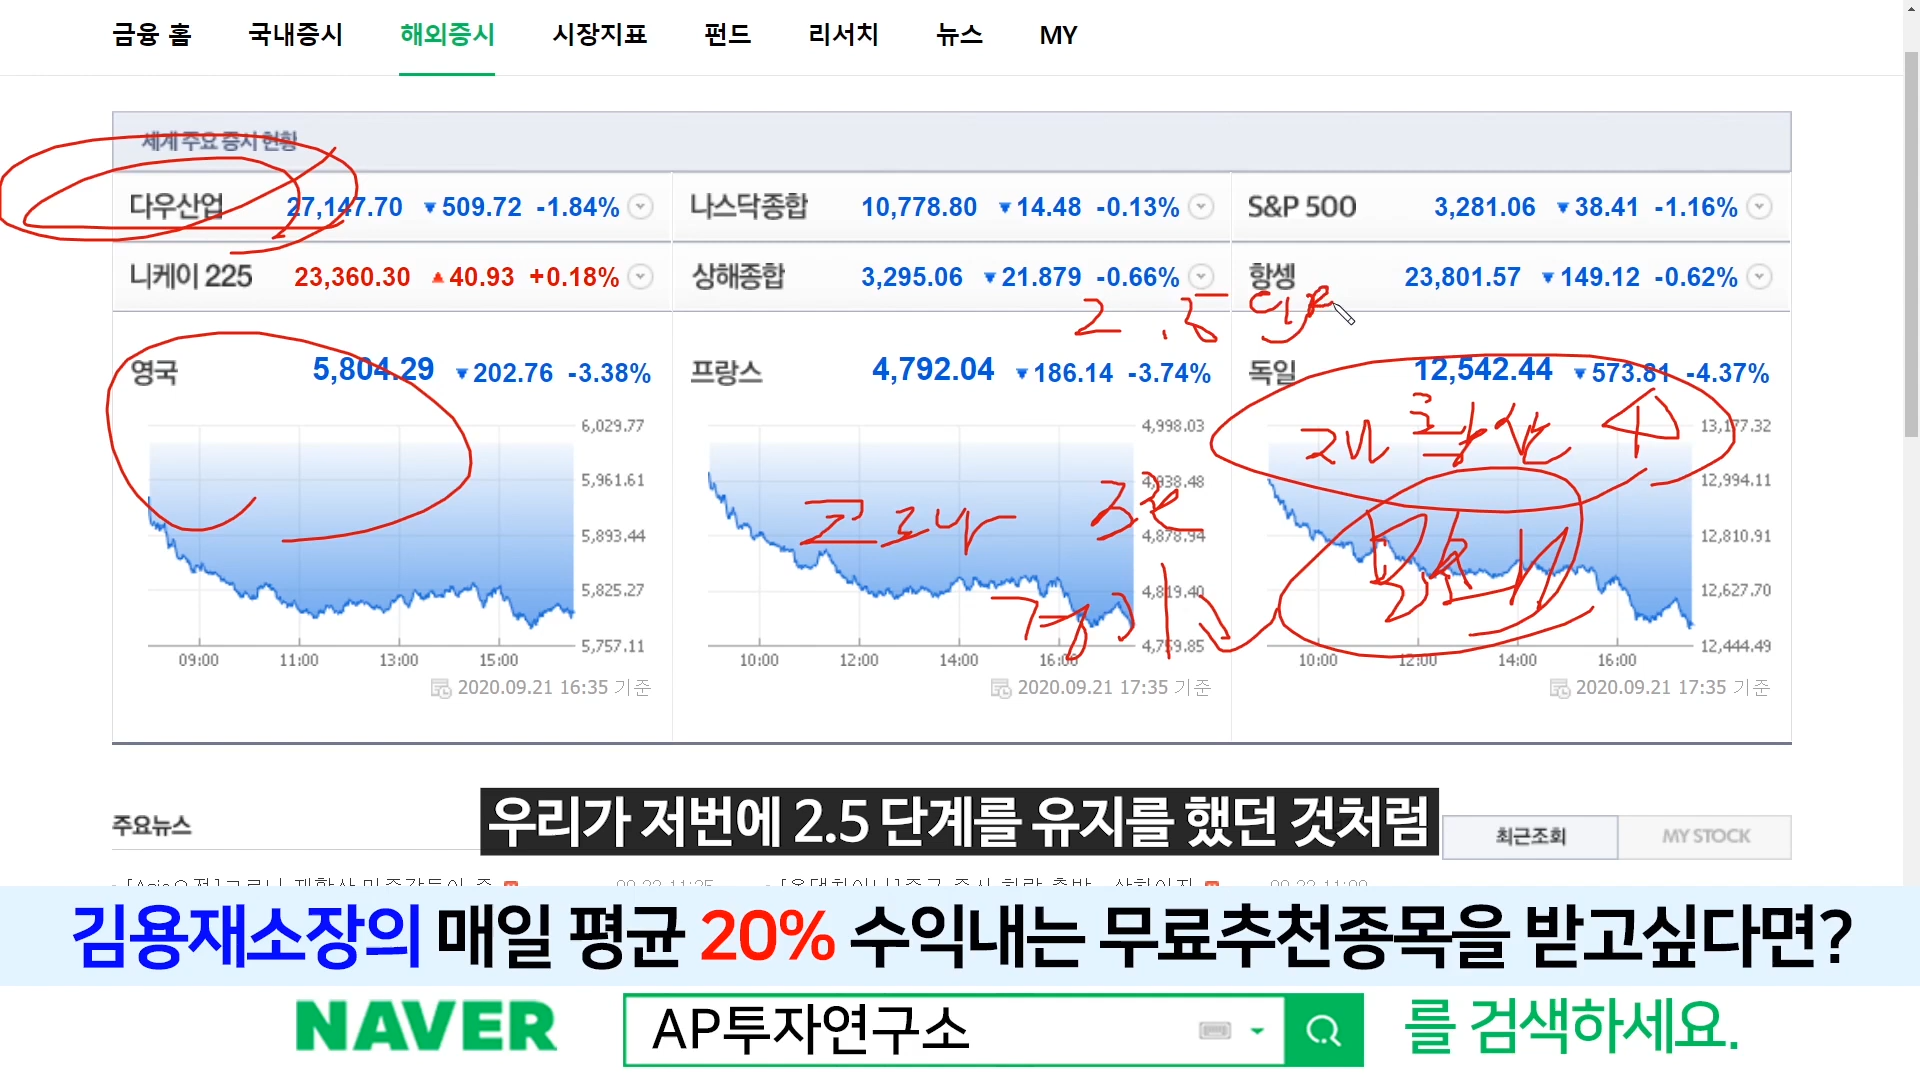 금융 홈 국내증시 해외증시 시장지표 펀드 리서치 뉴스 MY
세계 주요 증시 현황
다우산업 27,147.70 ▼509.72 -1.84% 나스닥종합 10,778.80 ▼14.48 -0.13% S&P 500 3,281.06 ▼38.41 -1.16%
니케이 225 23,360.30 ▲40.93 +0.18% 상해종합 3,295.06 ▼21.879 -0.66% 항셍 23,801.57 ▼149.12 -0.62%
2.5
영국 5,804.29 ▼202.76 -3.38% 프랑스 4,792.04 ▼186.14 -3.74% 독일 12,542.44 ▼573.81 -4.37%
6,029.77 4,998.03 재확산 13,177.32
5,961.61 4,938.48 12,994.11
코로나
5,893.44 4,878.94 12,810.91
5,825.27 4,819.40 12,627.70
5,757.11 4,759.85 12,444.49
09:00 11:00 13:00 15:00 10:00 12:00 14:00 16:00 10:00 12:00 14:00 16:00
2020.09.21 16:35 기준 2020.09.21 17:35 기준 2020.09.21 17:35 기준
주요뉴스 우리가 저번에 2.5 단계를 유지를 했던 것처럼 최근조회 MY STOCK
김용재소장의 매일 평균 20% 수익내는 무료추천종목을 받고싶다면?
NAVER AP투자연구소 를 검색하세요.